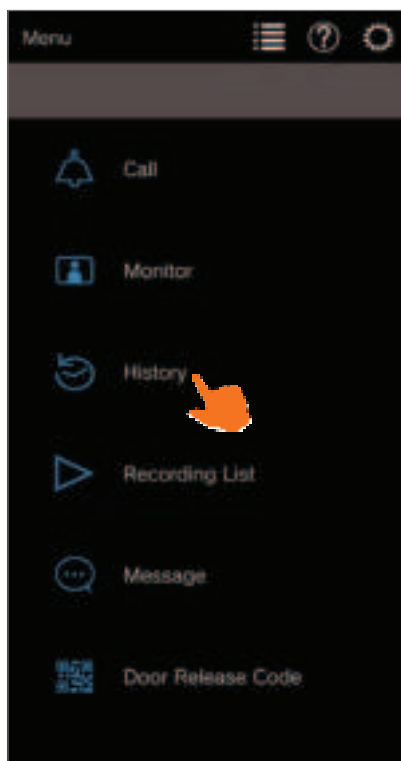 Menu
Call
Monitor
History
Recording List
Message
Door Release Code